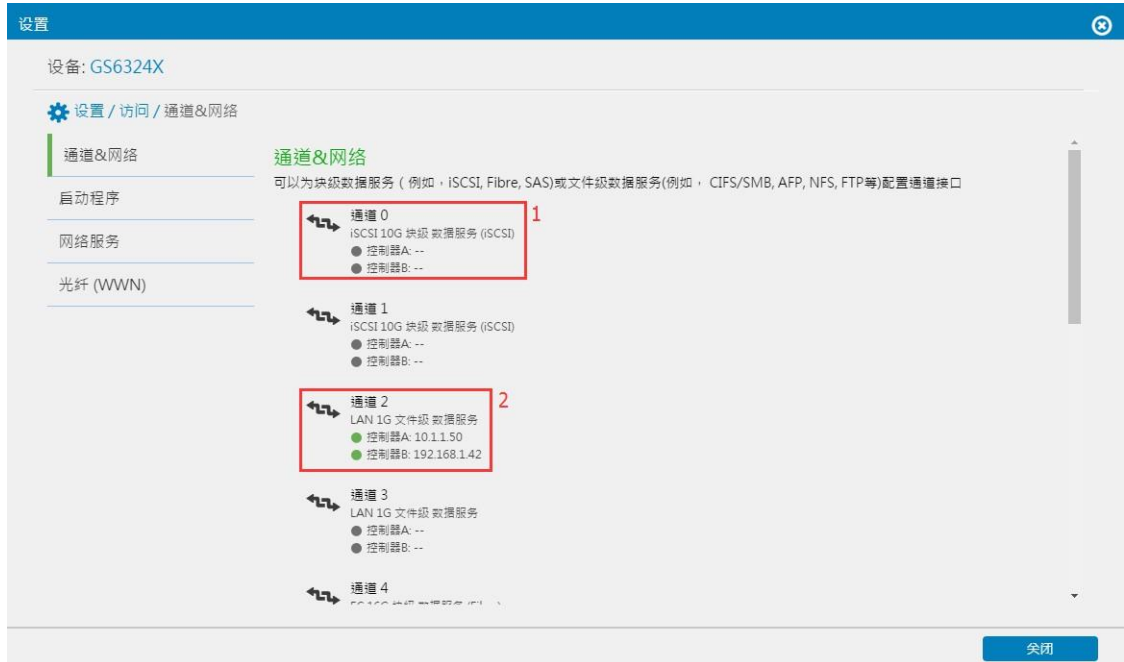 设置
设备: GS6324X
设置 / 访问 / 通道&网络
通道&网络
启动程序
网络服务
光纤 (WWN)
通道&网络
可以为块级数据服务 ( 例如，iSCSI, Fibre, SAS)或文件级数据服务(例如， CIFS/SMB, AFP, NFS, FTP等)配置通道接口
通道 0
iSCSI 10G 块级 数据服务 (iSCSI)
控制器A: --
控制器B: --
1
通道 1
iSCSI 10G 块级 数据服务 (iSCSI)
控制器A: --
控制器B: --
通道 2
LAN 1G 文件级 数据服务
控制器A: 10.1.1.50
控制器B: 192.168.1.42
2
通道 3
LAN 1G 文件级 数据服务
控制器A: --
控制器B: --
通道 4
关闭